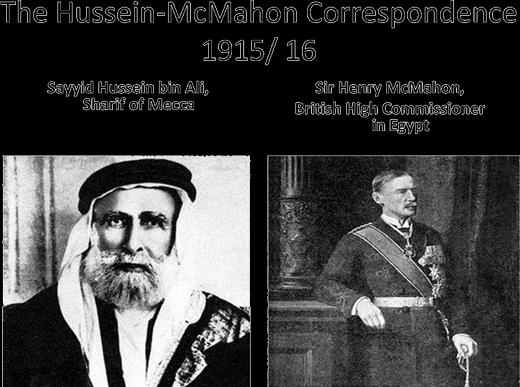 The Hussein-McMahon Correspondence
1915/ 16
Sayyid Hussein bin Ali,
Sharif of Mecca
Sir Henry McMahon,
British High Commissioner
in Egypt